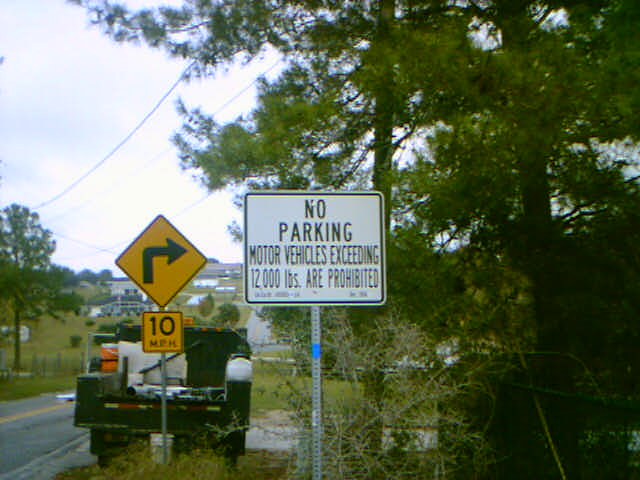 NO
PARKING
MOTOR VEHICLES EXCEEDING
12,000 lbs. ARE PROHIBITED
10
M.P.H.